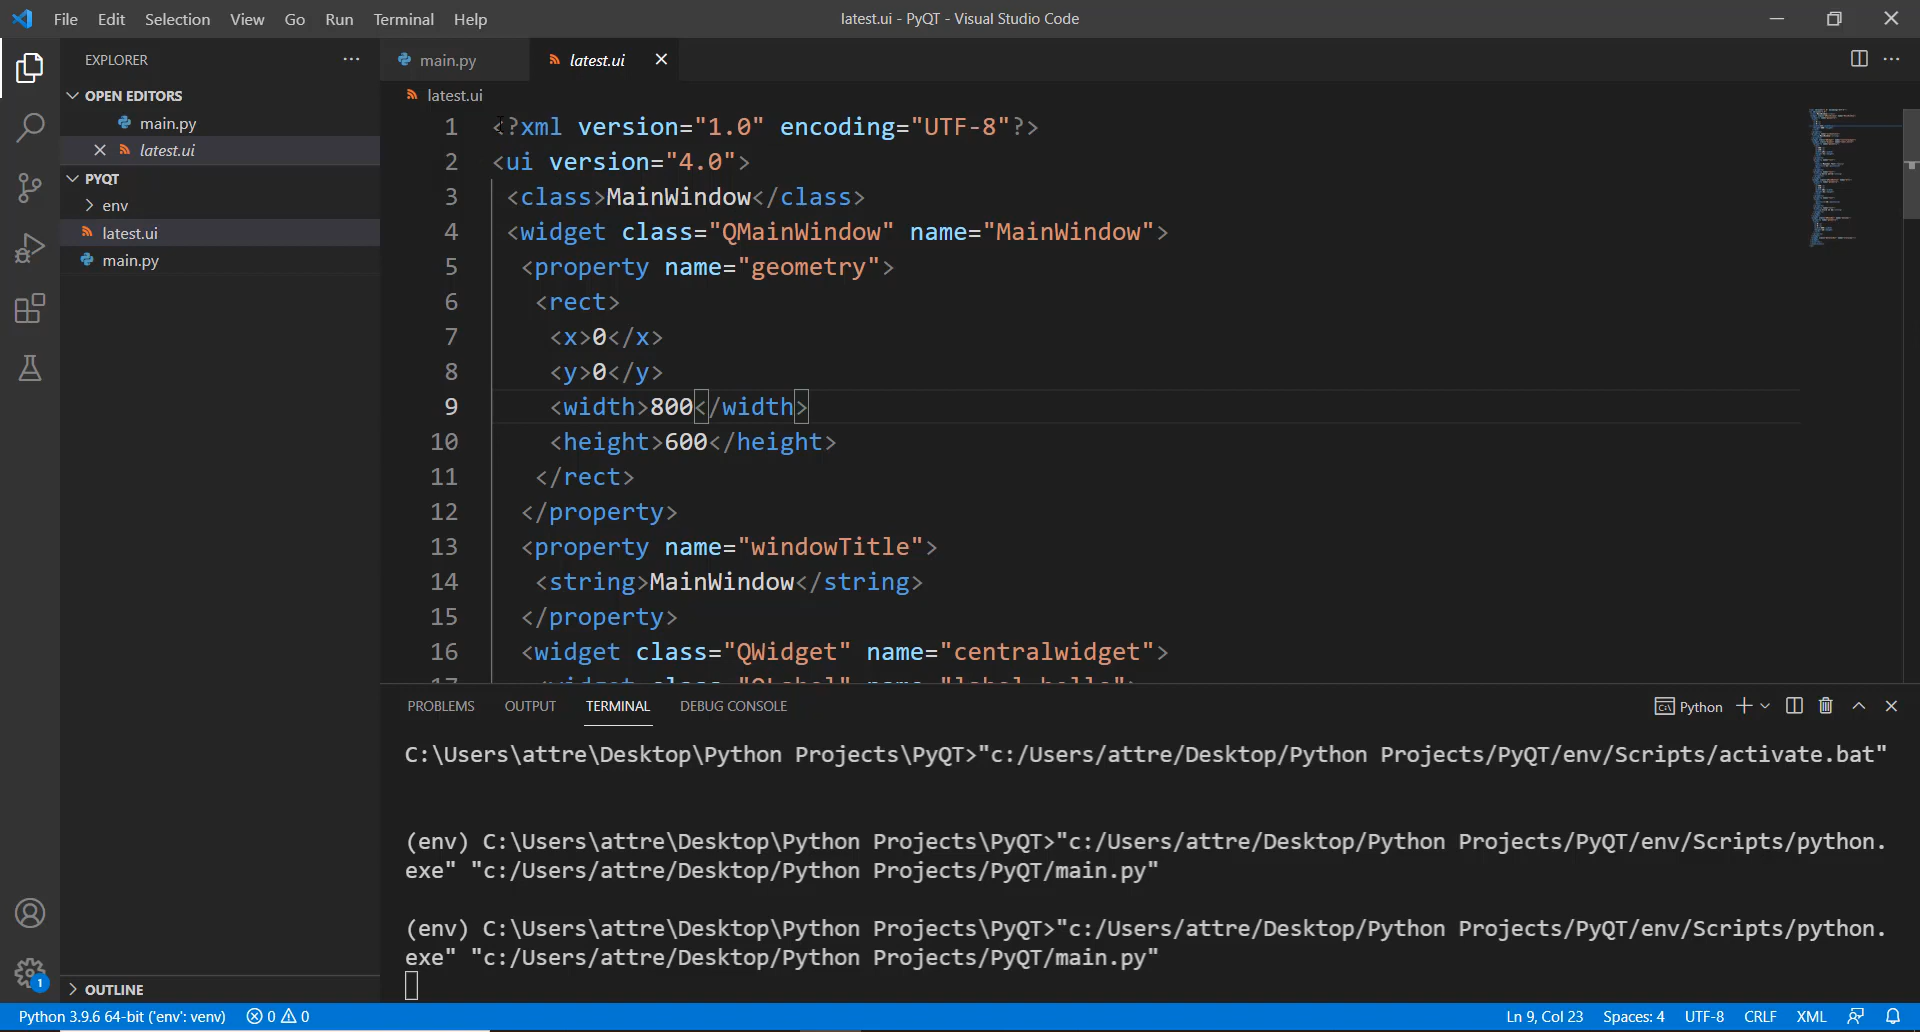 File Edit Selection View Go Run Terminal Help
latest.ui - PyQT - Visual Studio Code
EXPLORER
OPEN EDITORS
main.py
latest.ui
PYQT
env
latest.ui
main.py
OUTLINE
main.py latest.ui
latest.ui
1 <?xml version="1.0" encoding="UTF-8"?>
2 <ui version="4.0">
3 <class>MainWindow</class>
4 <widget class="QMainWindow" name="MainWindow">
5 <property name="geometry">
6 <rect>
7 <x>0</x>
8 <y>0</y>
9 <width>800</width>
10 <height>600</height>
11 </rect>
12 </property>
13 <property name="windowTitle">
14 <string>MainWindow</string>
15 </property>
16 <widget class="QWidget" name="centralwidget">
17 <widget class="QLabel" name="label_hello">
PROBLEMS OUTPUT TERMINAL DEBUG CONSOLE
Python
C:\Users\attre\Desktop\Python Projects\PyQT>"c:/Users/attre/Desktop/Python Projects/PyQT/env/Scripts/activate.bat"
(env) C:\Users\attre\Desktop\Python Projects\PyQT>"c:/Users/attre/Desktop/Python Projects/PyQT/env/Scripts/python.
exe" "c:/Users/attre/Desktop/Python Projects/PyQT/main.py"
(env) C:\Users\attre\Desktop\Python Projects\PyQT>"c:/Users/attre/Desktop/Python Projects/PyQT/env/Scripts/python.
exe" "c:/Users/attre/Desktop/Python Projects/PyQT/main.py"
1
Python 3.9.6 64-bit ('env': venv) 0 0 Ln 9, Col 23 Spaces: 4 UTF-8 CRLF XML